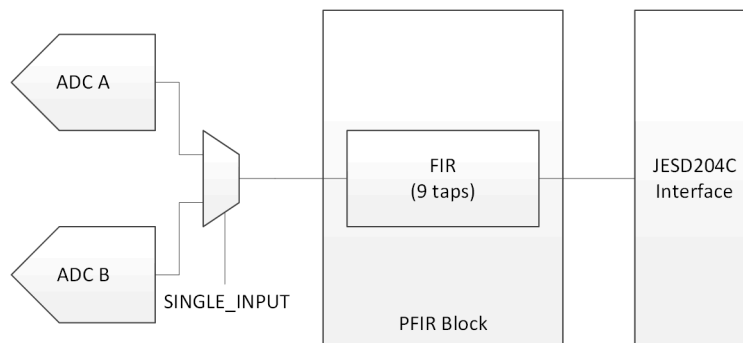 ADC A
FIR
(9 taps)
JESD204C
Interface
ADC B
SINGLE_INPUT
PFIR Block